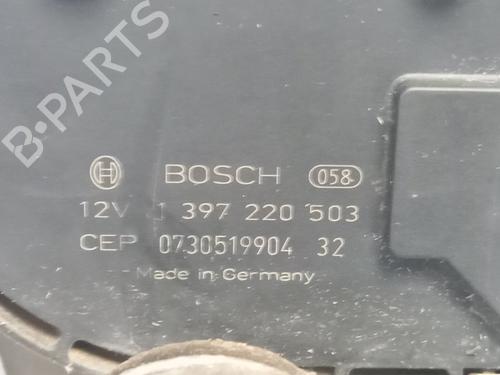 B-PARTS
BOSCH 058
12V 1 397 220 503
CEP 0730519904 32
Made in Germany